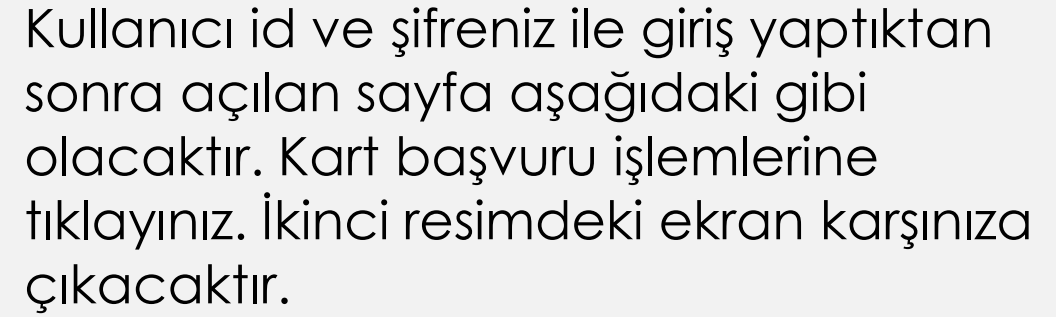 Kullanıcı id ve şifreniz ile giriş yaptıktan
sonra açılan sayfa aşağıdaki gibi
olacaktır. Kart başvuru işlemlerine
tıklayınız. İkinci resimdeki ekran karşınıza
çıkacaktır.